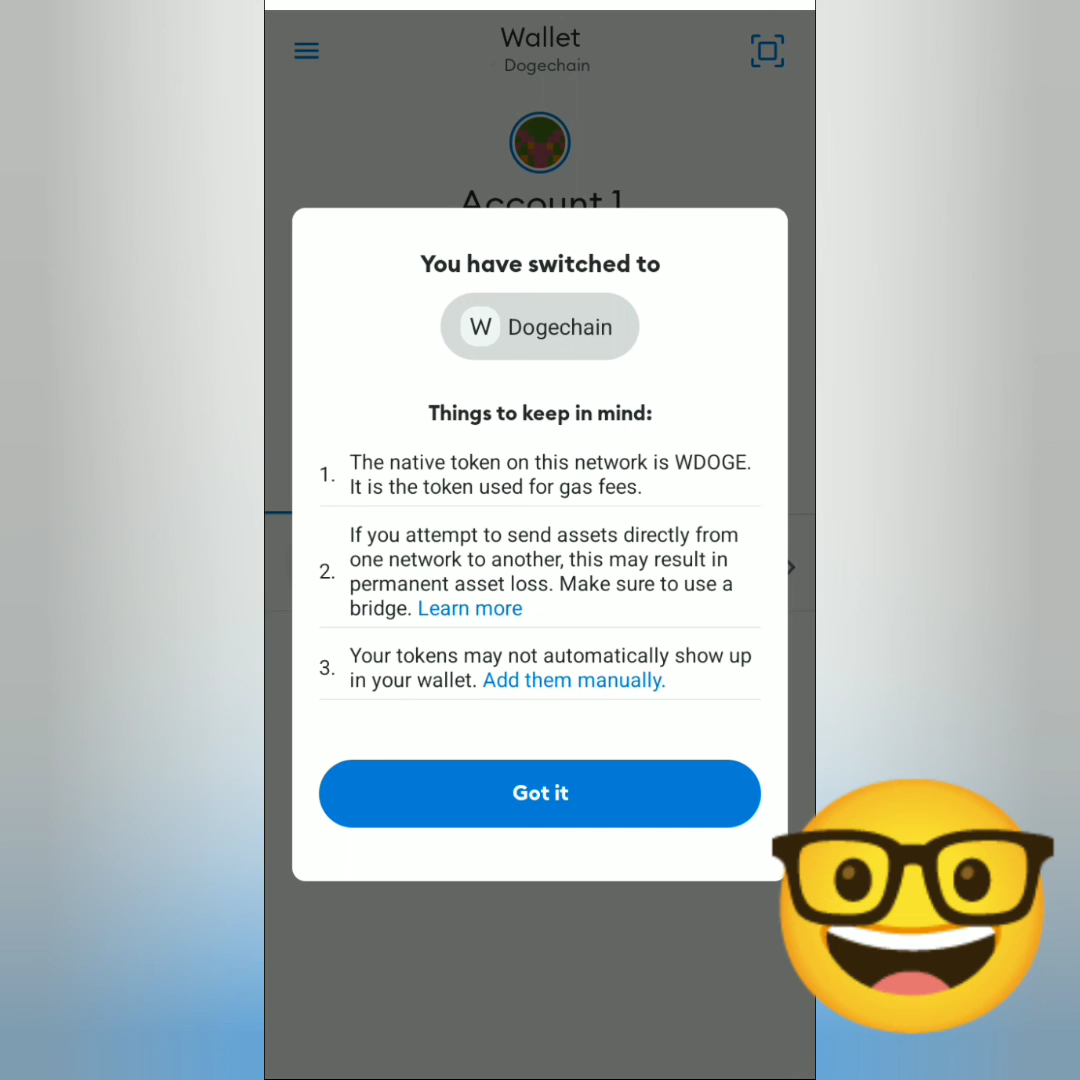 Wallet
Dogechain
Account 1
You have switched to
W Dogechain
Things to keep in mind:
1. The native token on this network is WDOGE.
It is the token used for gas fees.
2. If you attempt to send assets directly from
one network to another, this may result in
permanent asset loss. Make sure to use a
bridge. Learn more
3. Your tokens may not automatically show up
in your wallet. Add them manually.
Got it